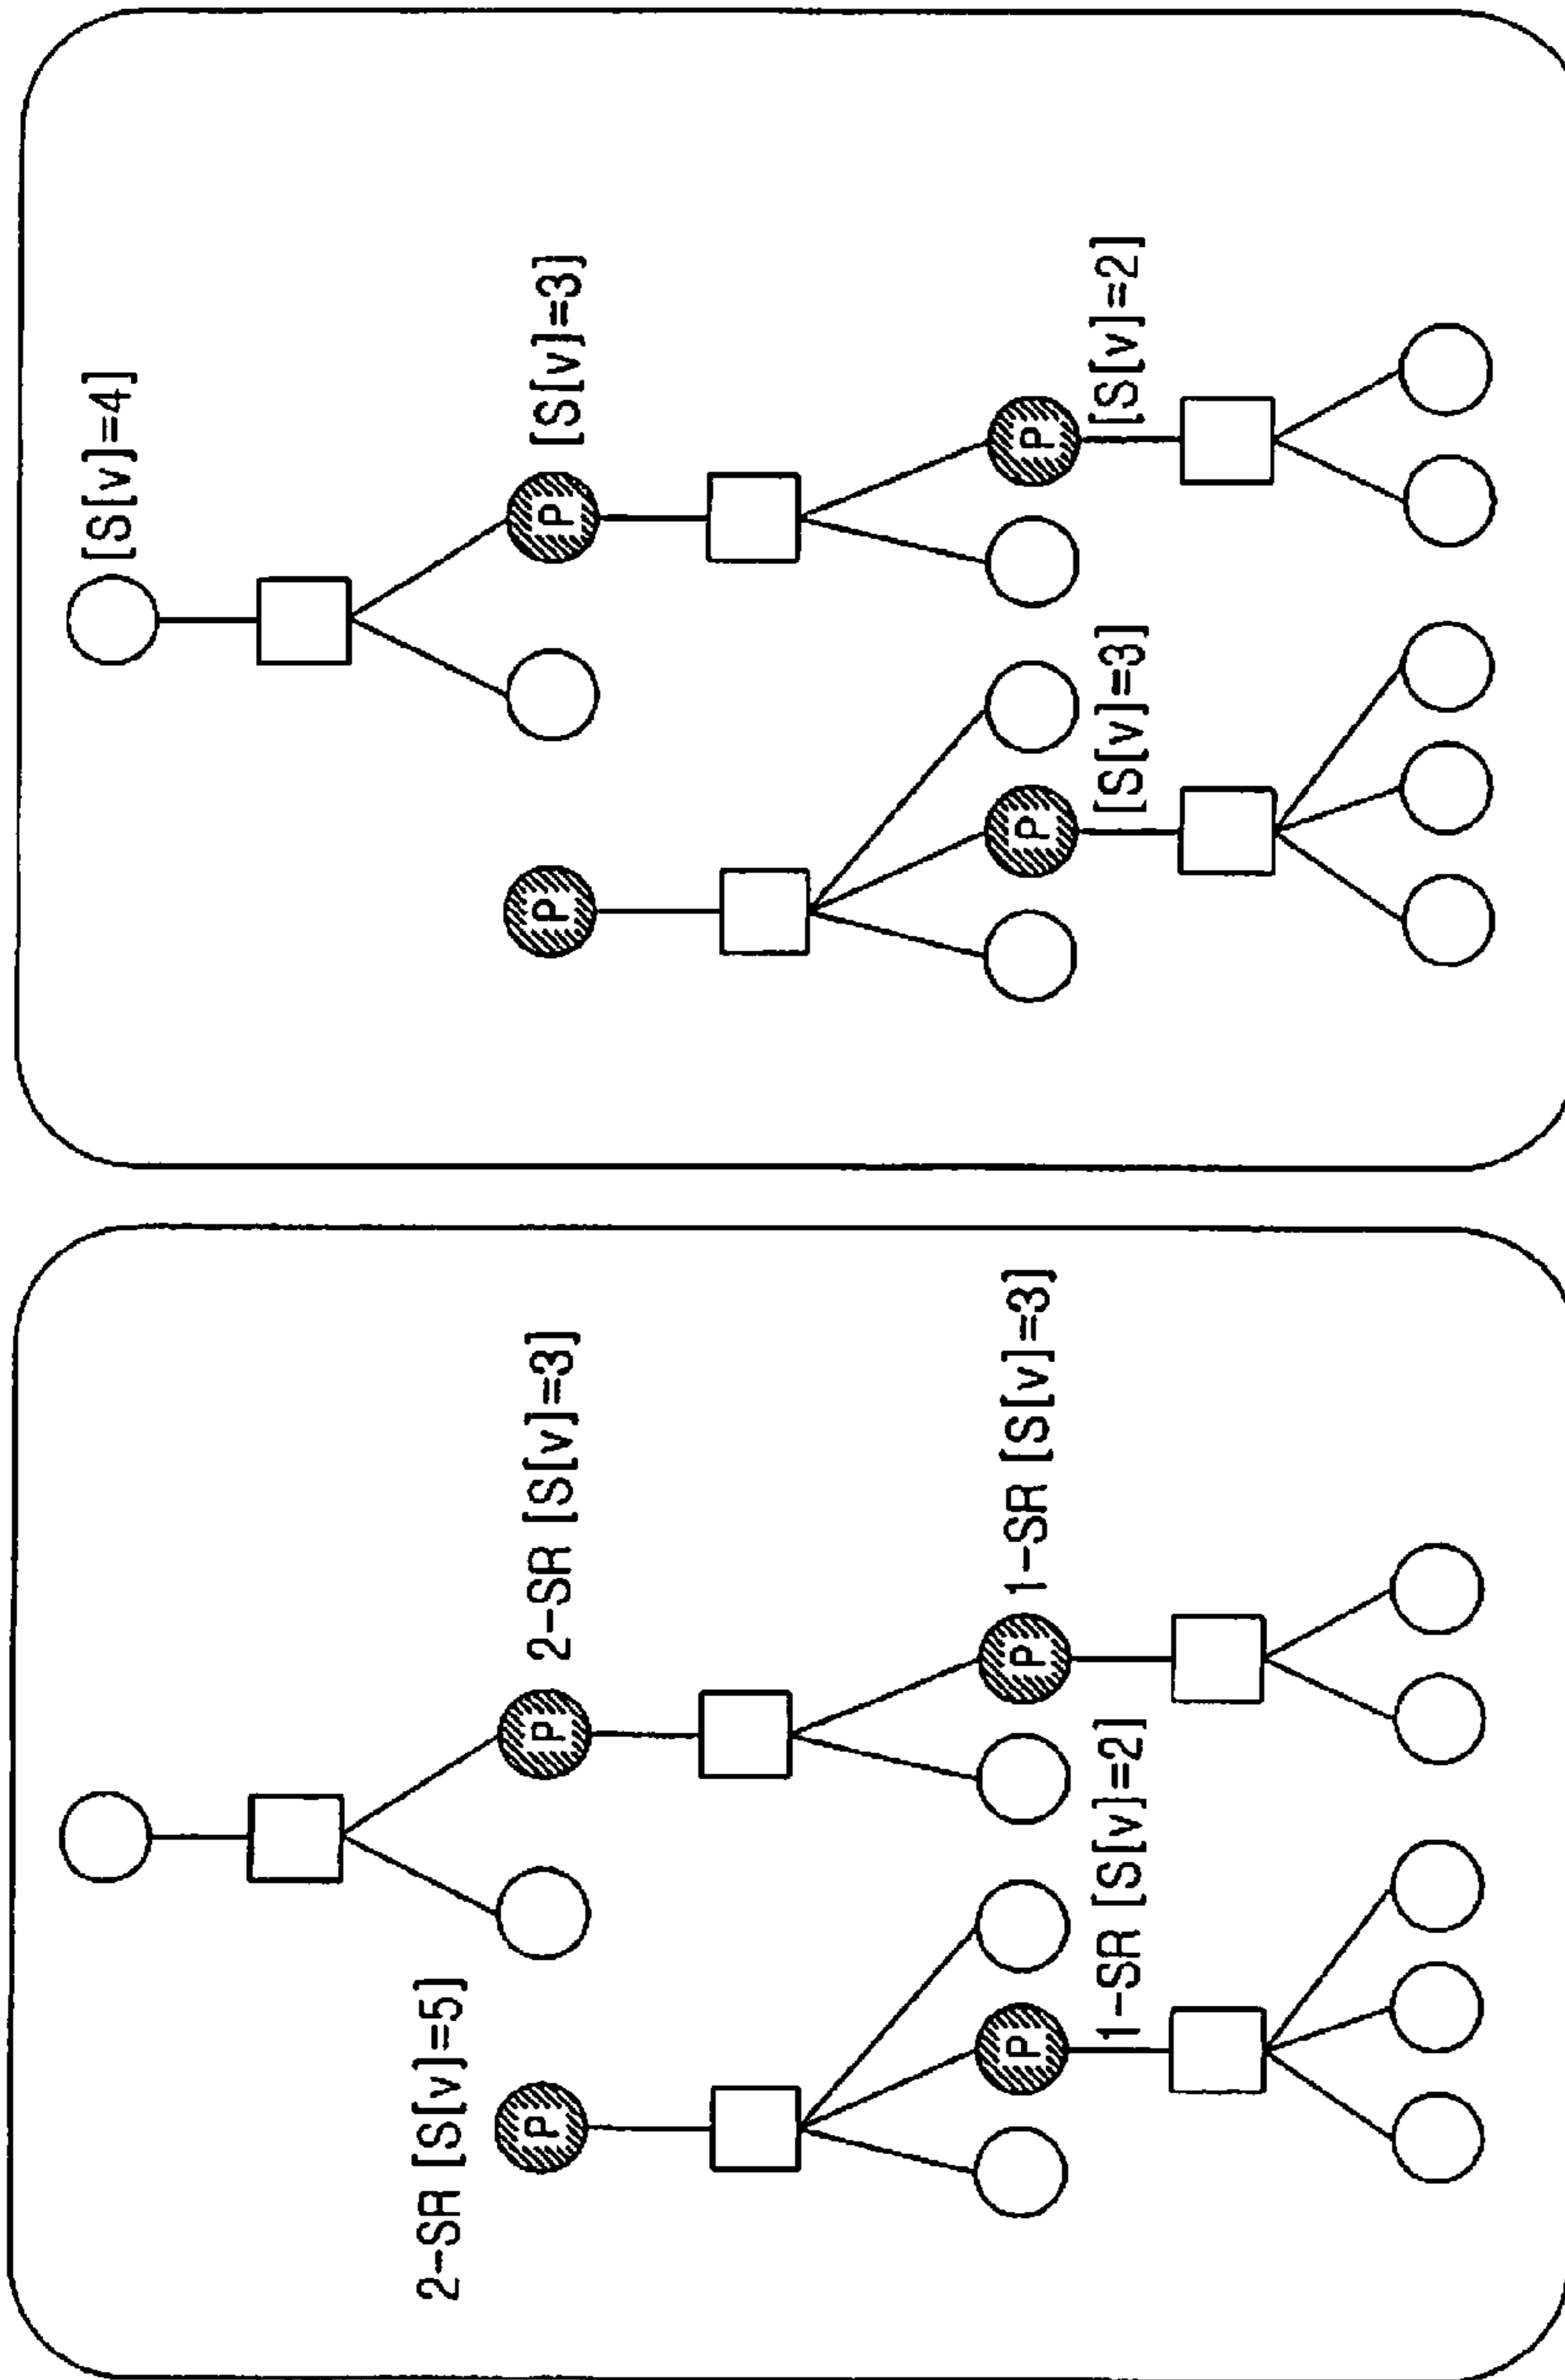 2-SR [S[v]=5]
P
P
2-SR [S[v]=3]
P
P
1-SR [S[v]=3]
1-SR [S[v]=2]
[S[v]=4]
P
P
[S[v]=3]
P
P
[S[v]=3]
[S[v]=2]